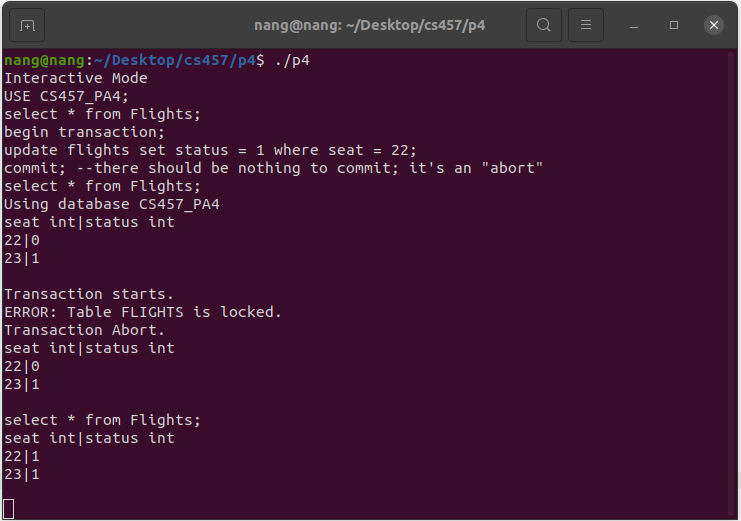 nang@nang: ~/Desktop/cs457/p4
nang@nang:~/Desktop/cs457/p4$ ./p4
Interactive Mode
USE CS457_PA4;
select * from Flights;
begin transaction;
update flights set status = 1 where seat = 22;
commit; --there should be nothing to commit; it's an "abort"
select * from Flights;
Using database CS457_PA4
seat int|status int
22|0
23|1
Transaction starts.
ERROR: Table FLIGHTS is locked.
Transaction Abort.
seat int|status int
22|0
23|1
select * from Flights;
seat int|status int
22|1
23|1